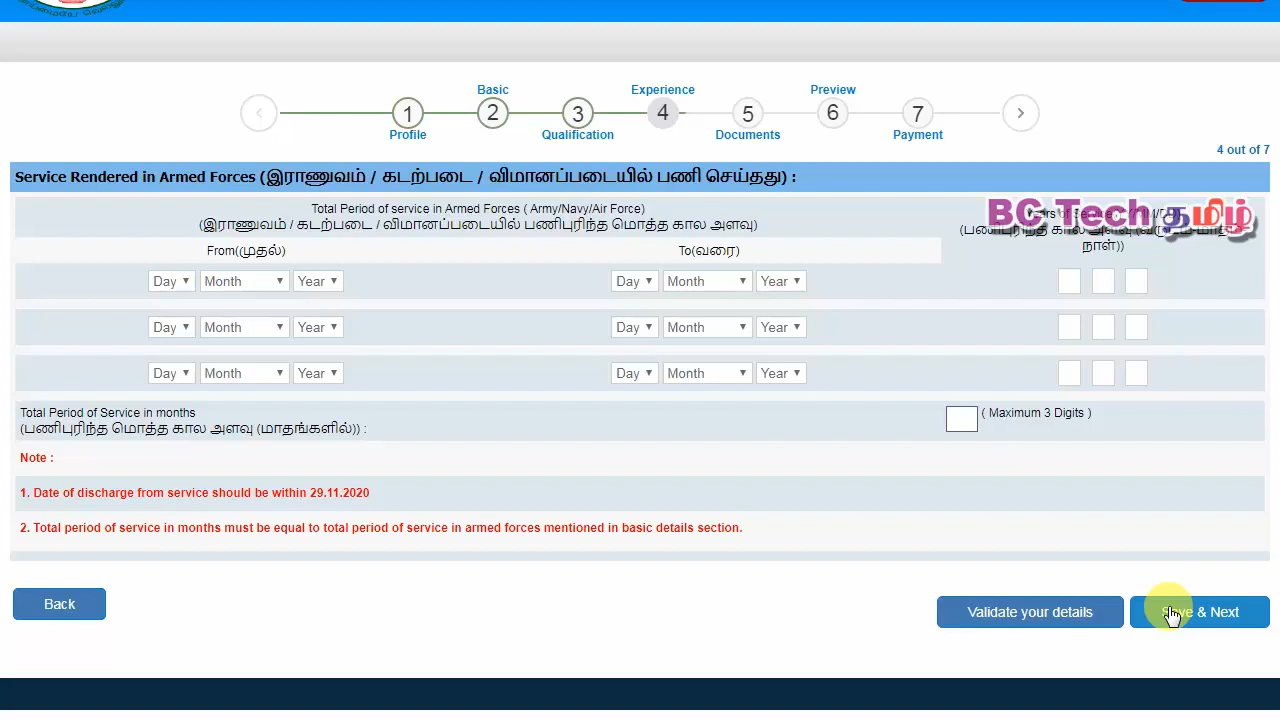 Basic
Experience
Preview
1
2
3
4
5
6
7
Profile
Qualification
Documents
Payment
4 out of 7
Service Rendered in Armed Forces (இராணுவம் / கடற்படை / விமானப்படையில் பணி செய்தது) :
Total Period of service in Armed Forces ( Army/Navy/Air Force)
(இராணுவம் / கடற்படை / விமானப்படை யில் பணிபுரிந்த மொத்த கால அளவு)
BC Tech தமிழ்
Years of Service
நாள்))
From(முதல்)
To(வரை)
Day Month Year Day Month Year
Day Month Year Day Month Year
Day Month Year Day Month Year
Total Period of Service in months
(பணிபுரிந்த மொத்த கால அளவு (மாதங்களில்)) :
( Maximum 3 Digits )
Note :
1. Date of discharge from service should be within 29.11.2020
2. Total period of service in months must be equal to total period of service in armed forces mentioned in basic details section.
Back
Validate your details
Save & Next